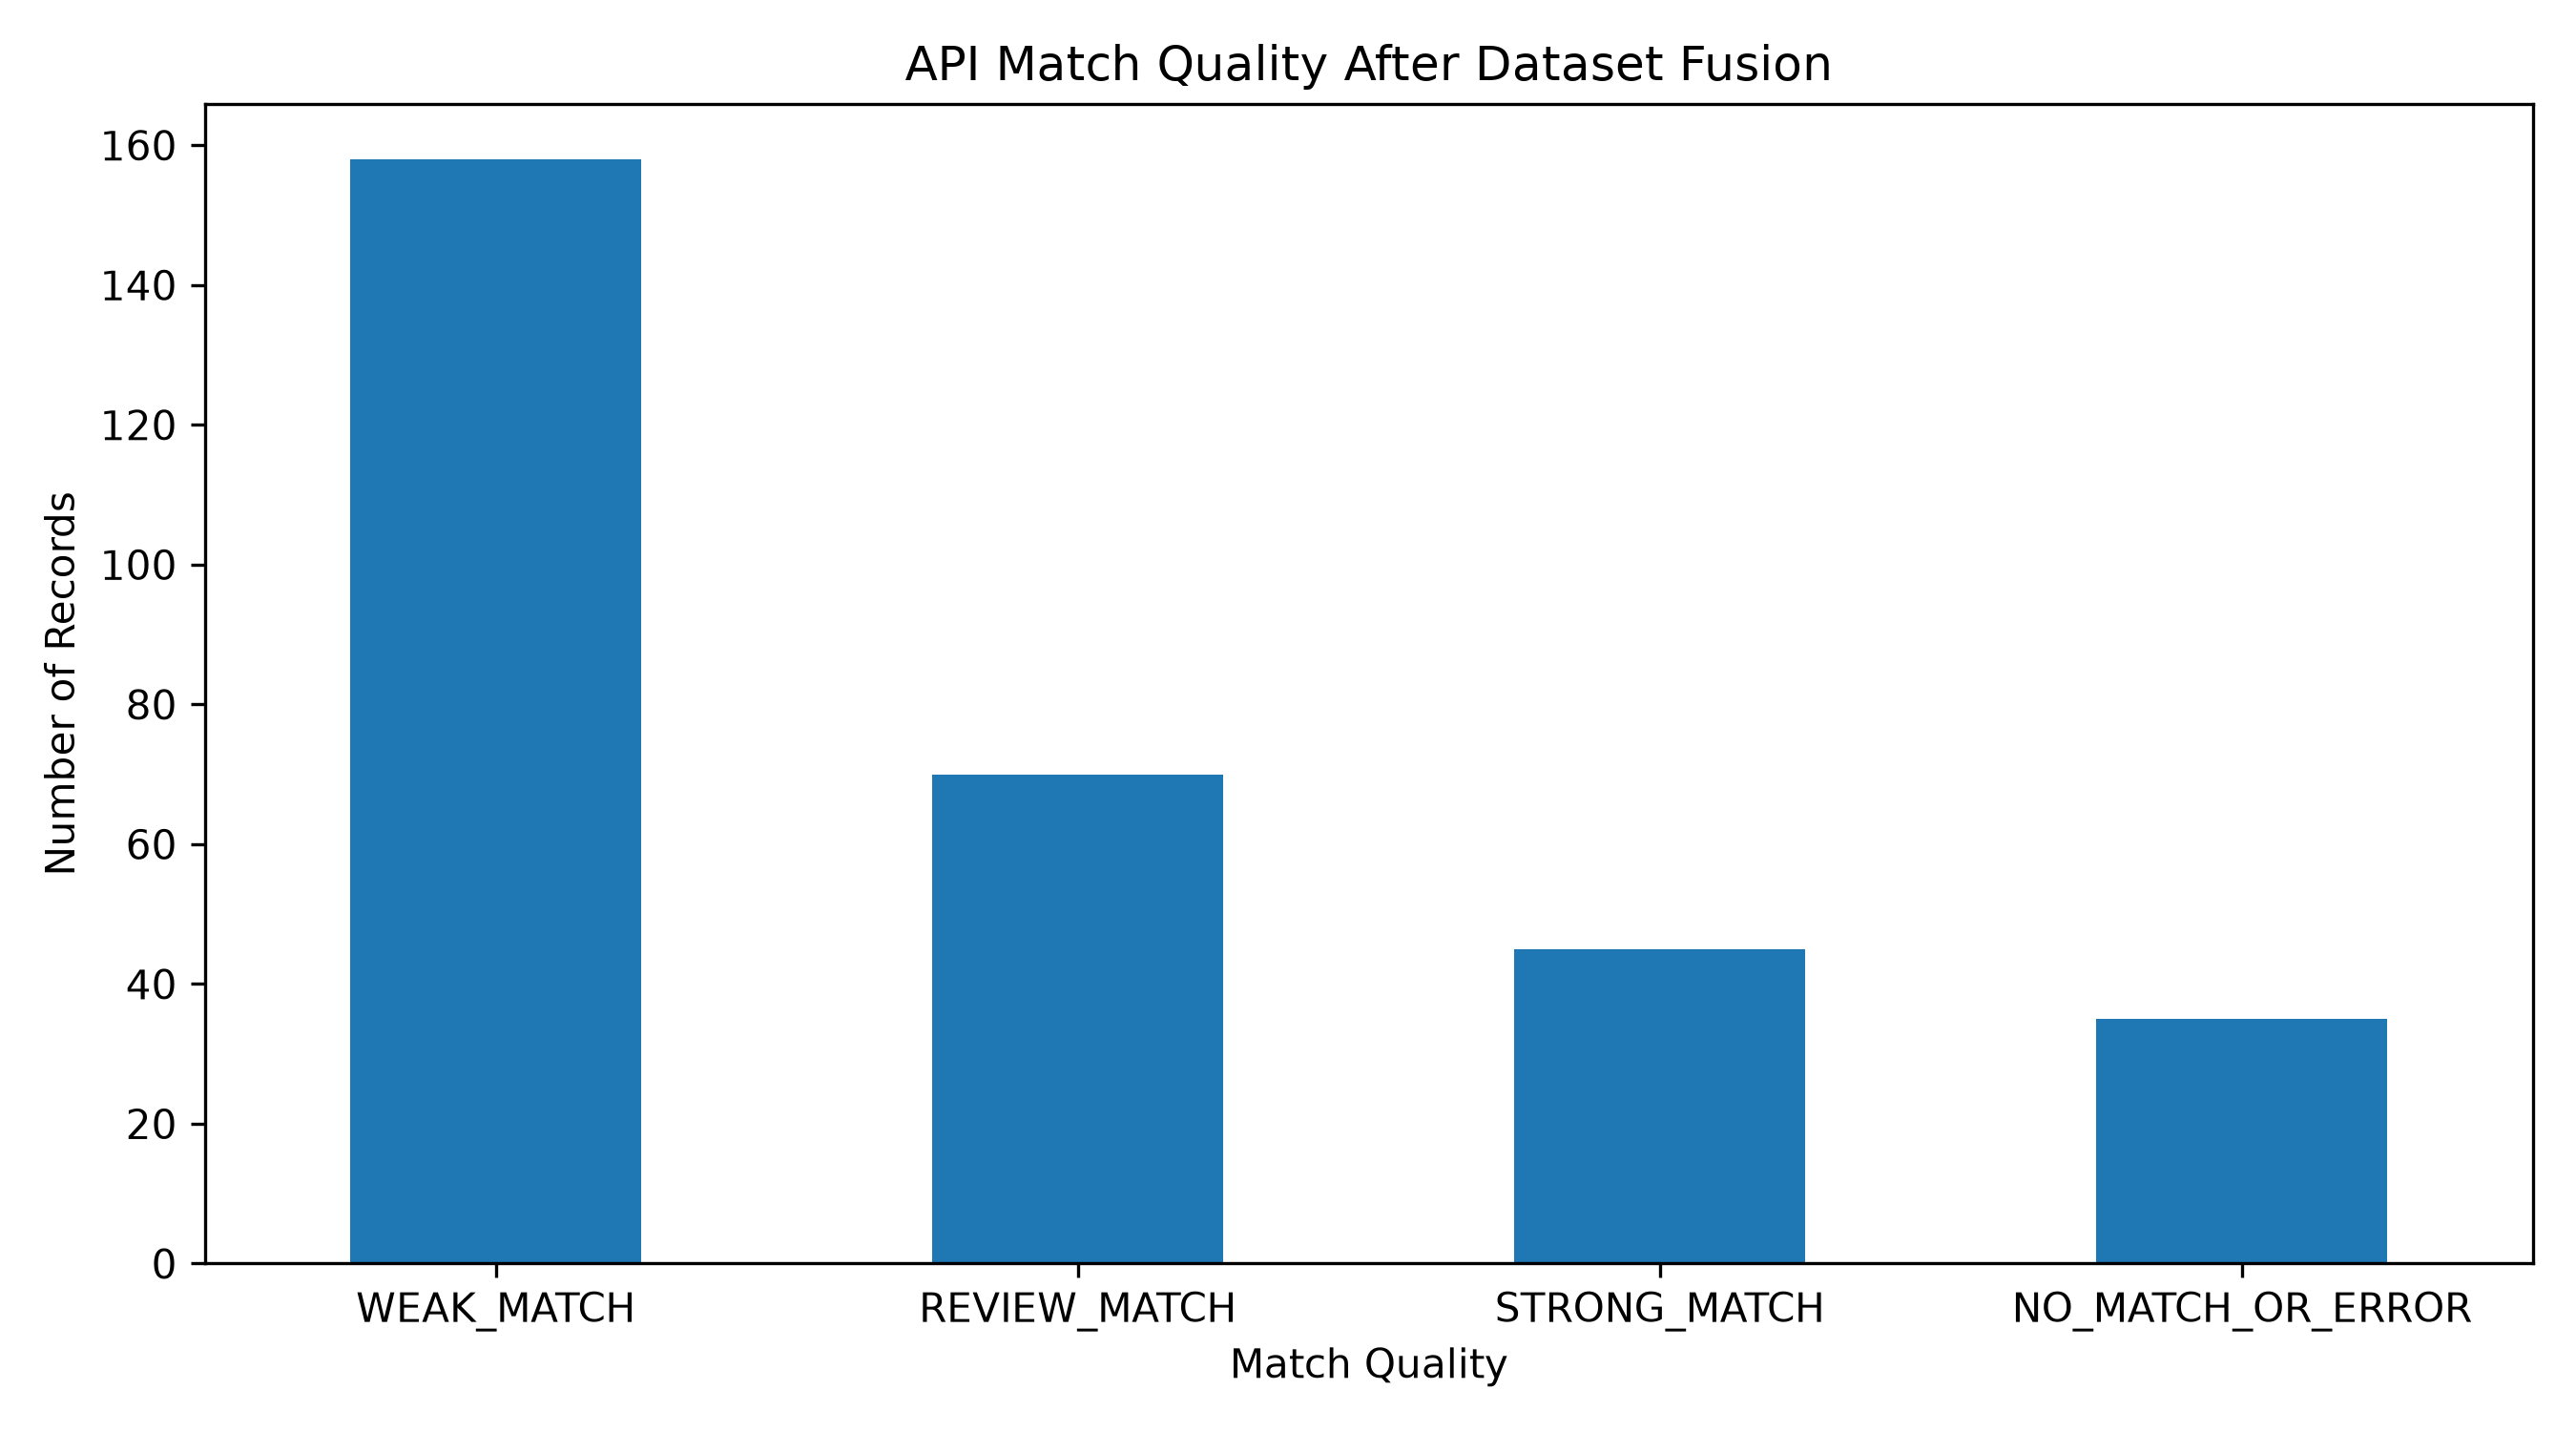 API Match Quality After Dataset Fusion
160
140
120
100
80
60
40
20
0
Number of Records
WEAK_MATCH
REVIEW_MATCH
STRONG_MATCH
NO_MATCH_OR_ERROR
Match Quality